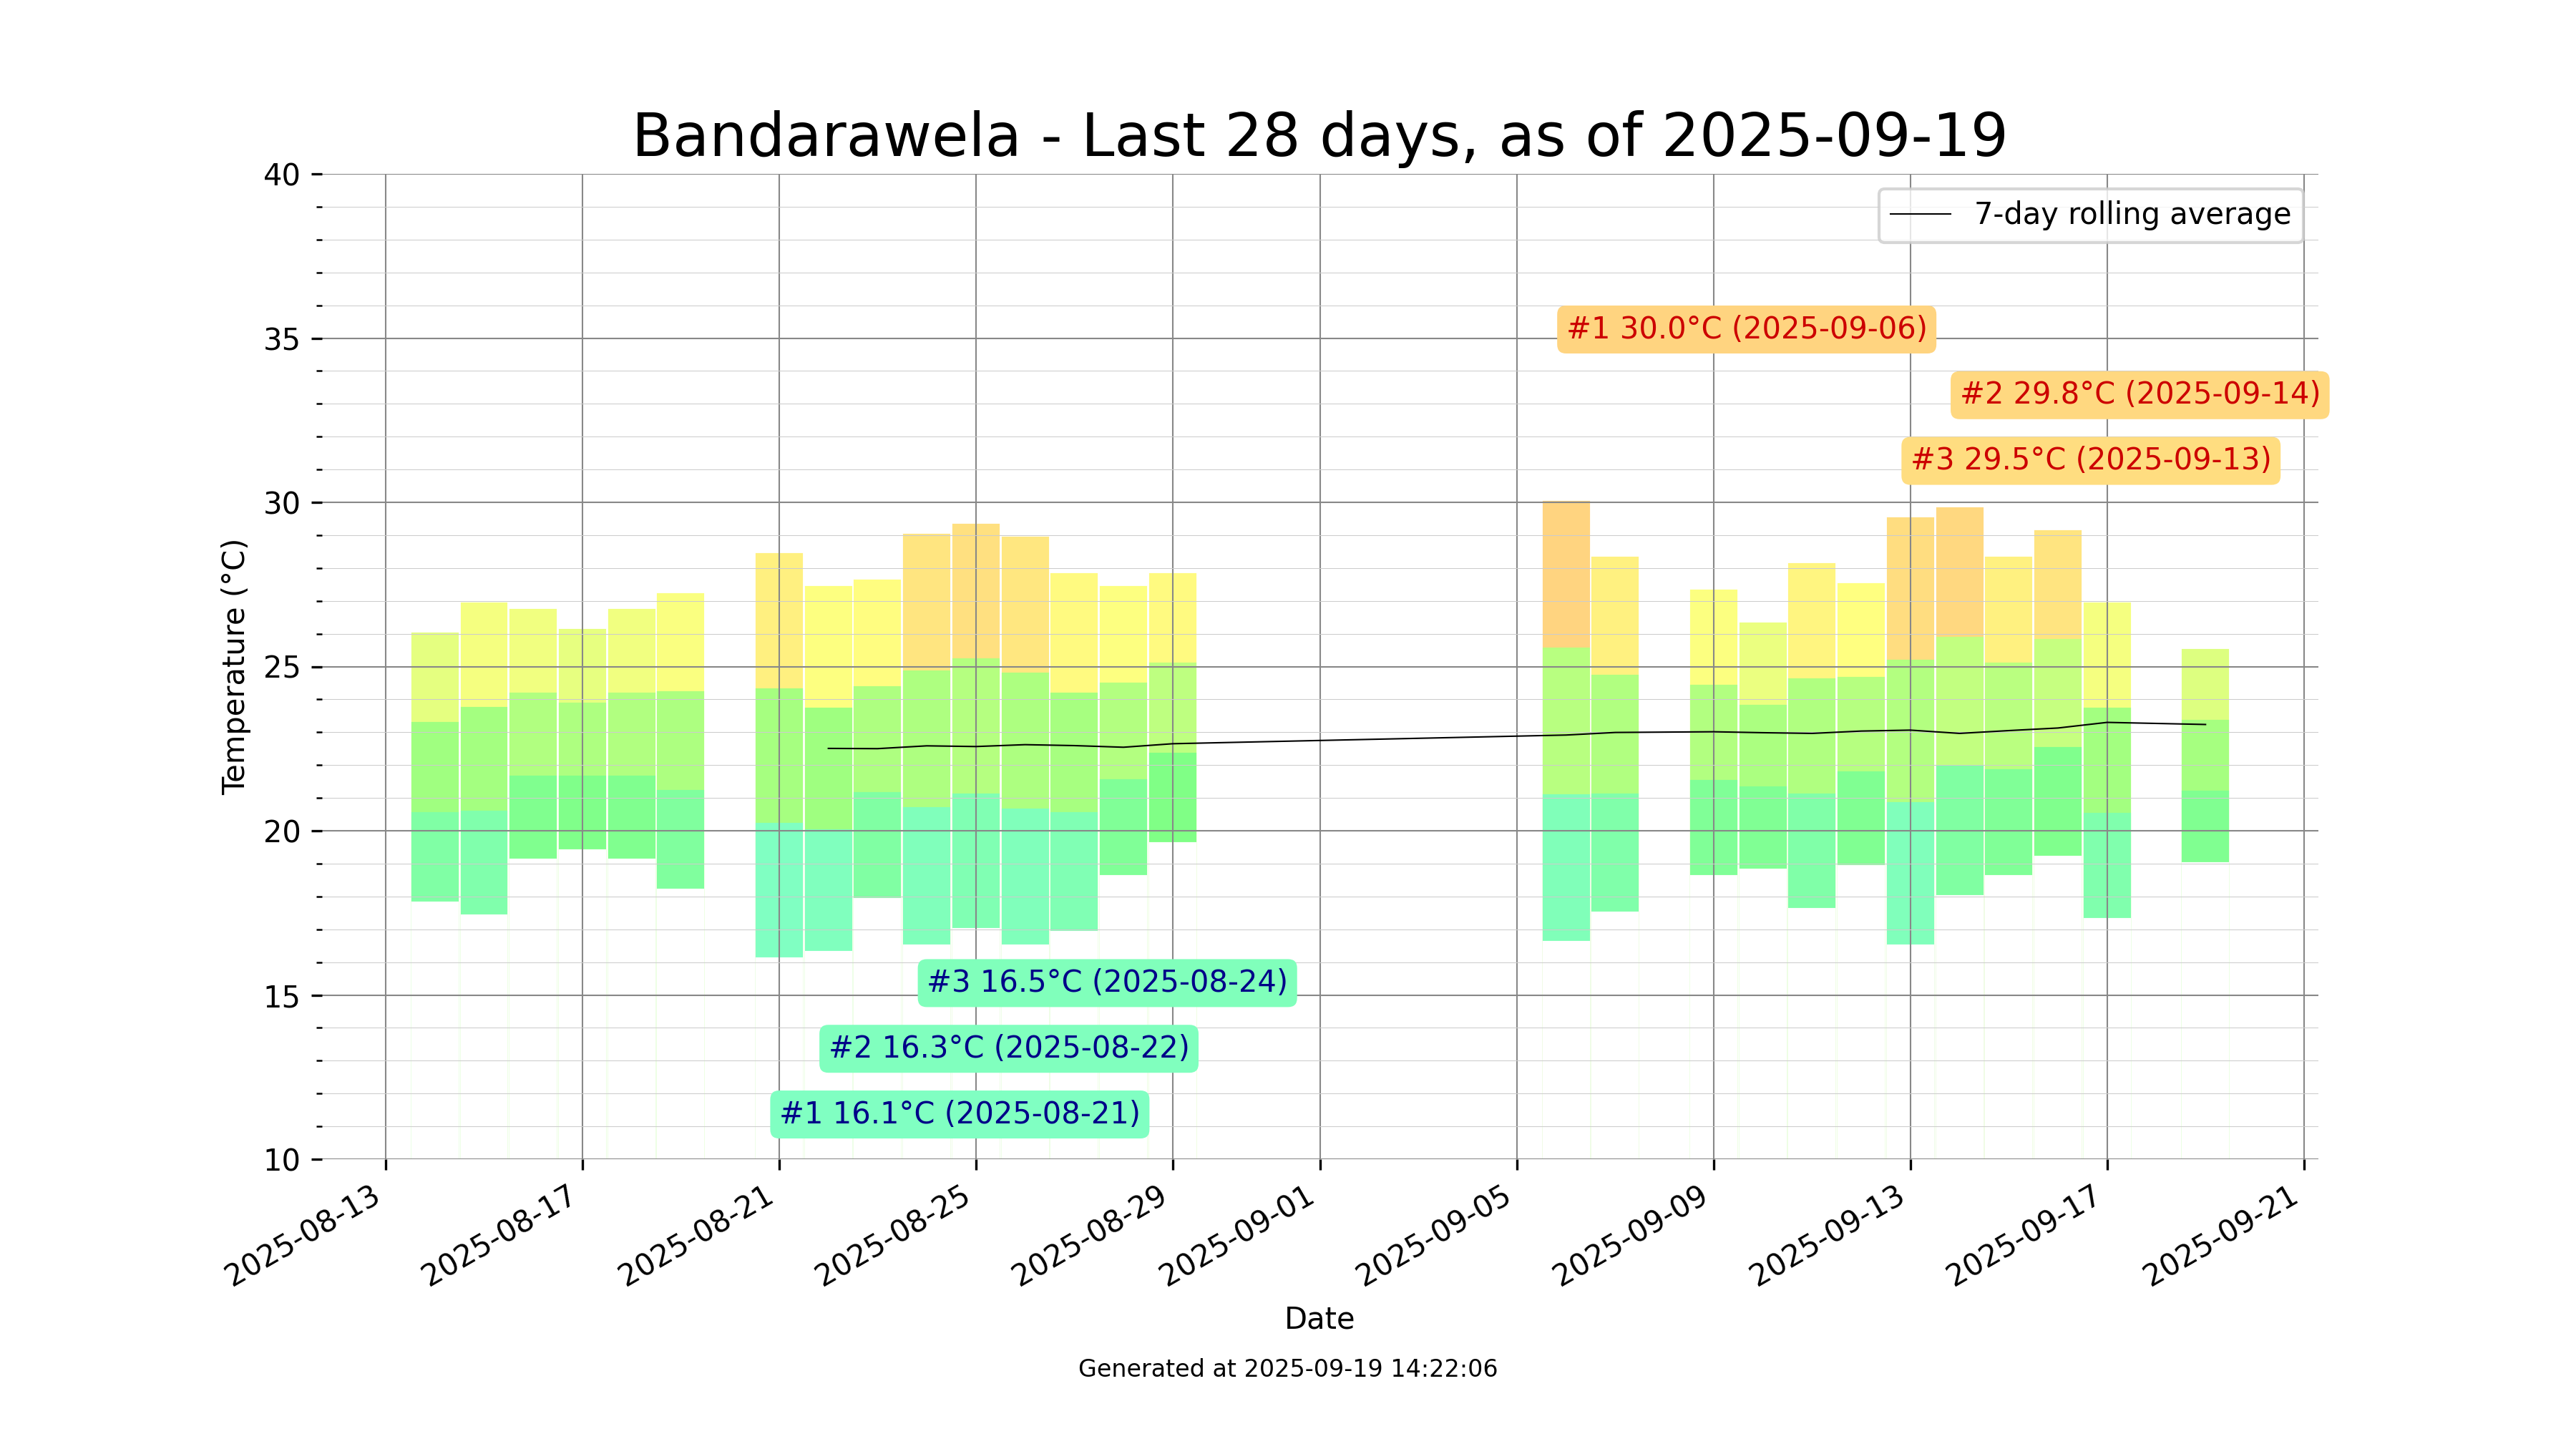 Bandarawela - Last 28 days, as of 2025-09-19
7-day rolling average
#1 30.0°C (2025-09-06)
#2 29.8°C (2025-09-14)
#3 29.5°C (2025-09-13)
#3 16.5°C (2025-08-24)
#2 16.3°C (2025-08-22)
#1 16.1°C (2025-08-21)
Temperature (°C)
40
35
30
25
20
15
10
2025-08-13
2025-08-17
2025-08-21
2025-08-25
2025-08-29
2025-09-01
2025-09-05
2025-09-09
2025-09-13
2025-09-17
2025-09-21
Date
Generated at 2025-09-19 14:22:06